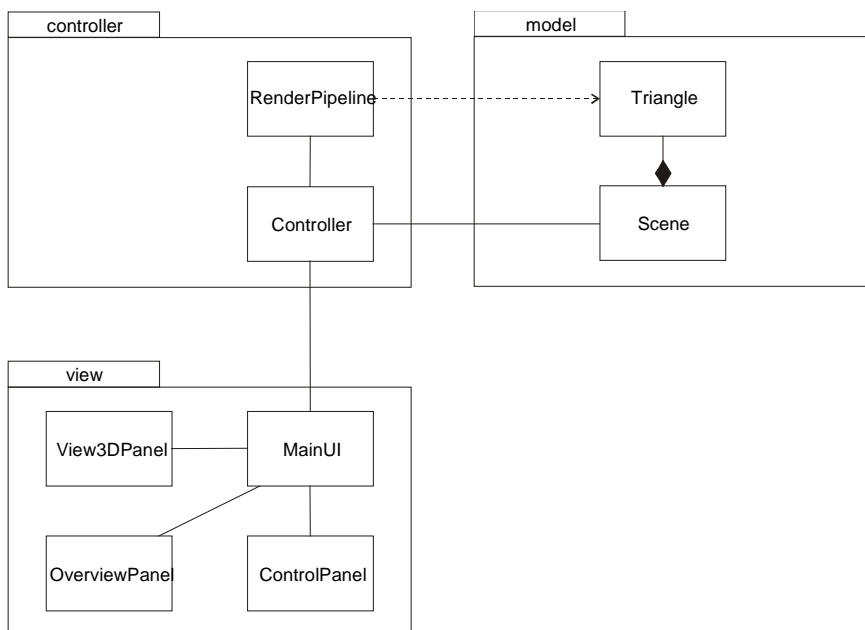 controller
model
RenderPipeline
Triangle
Controller
Scene
view
View3DPanel
MainUI
OverviewPanel
ControlPanel